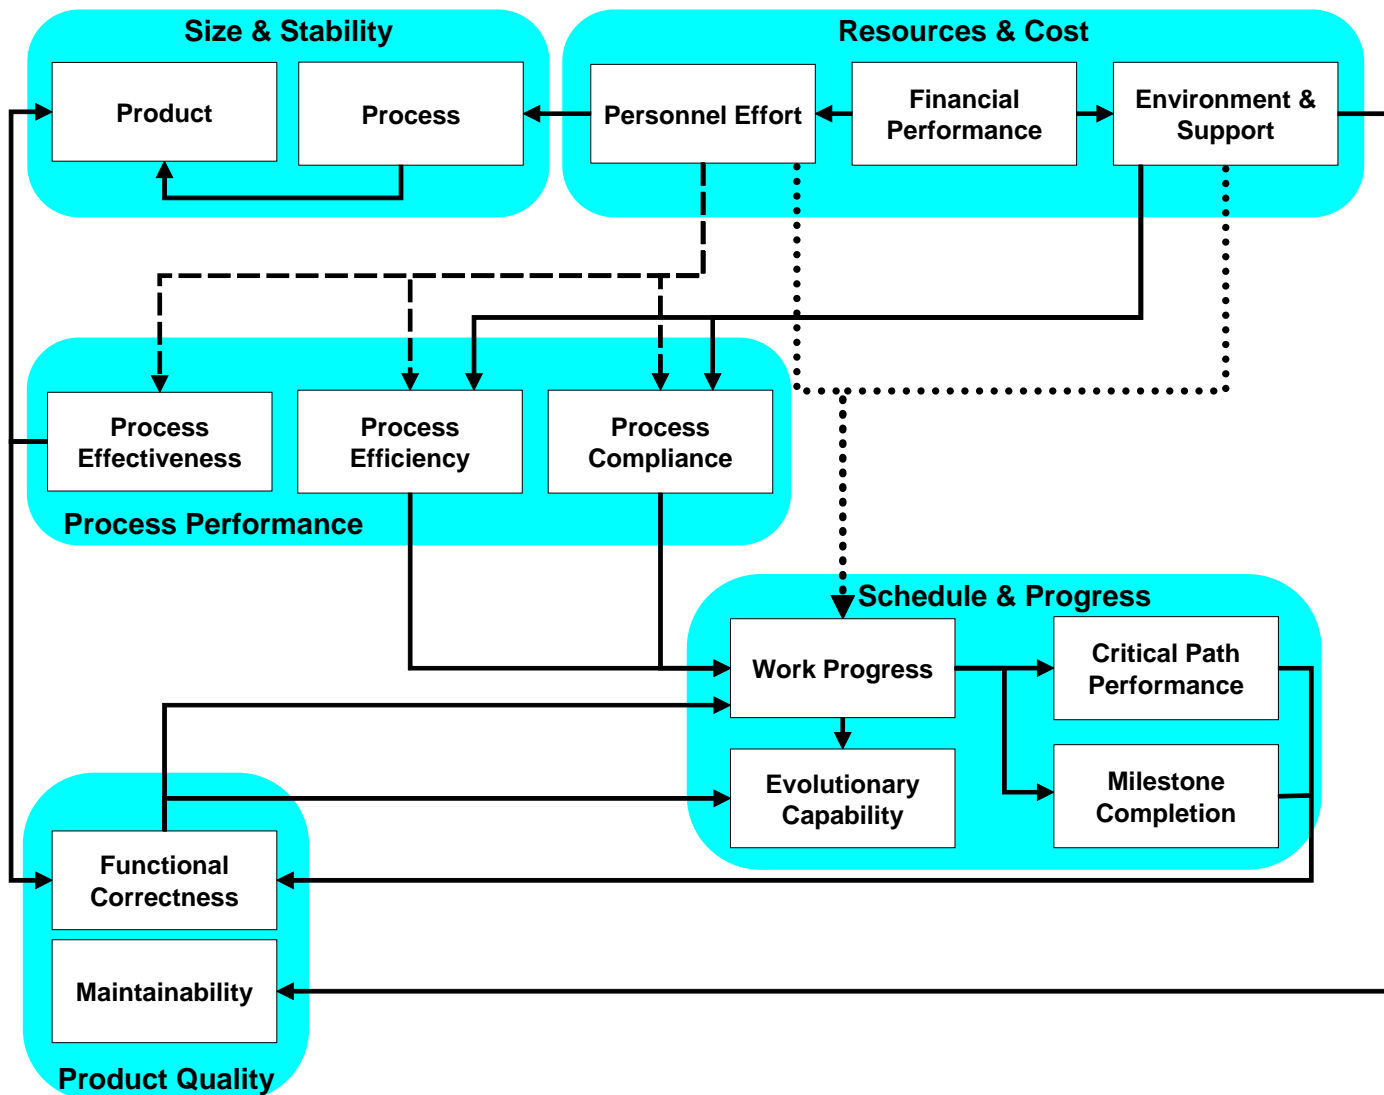 Size & Stability
Product
Process
Resources & Cost
Personnel Effort
Financial
Performance
Environment &
Support
Process
Effectiveness
Process
Efficiency
Process
Compliance
Process Performance
Schedule & Progress
Work Progress
Critical Path
Performance
Evolutionary
Capability
Milestone
Completion
Functional
Correctness
Maintainability
Product Quality